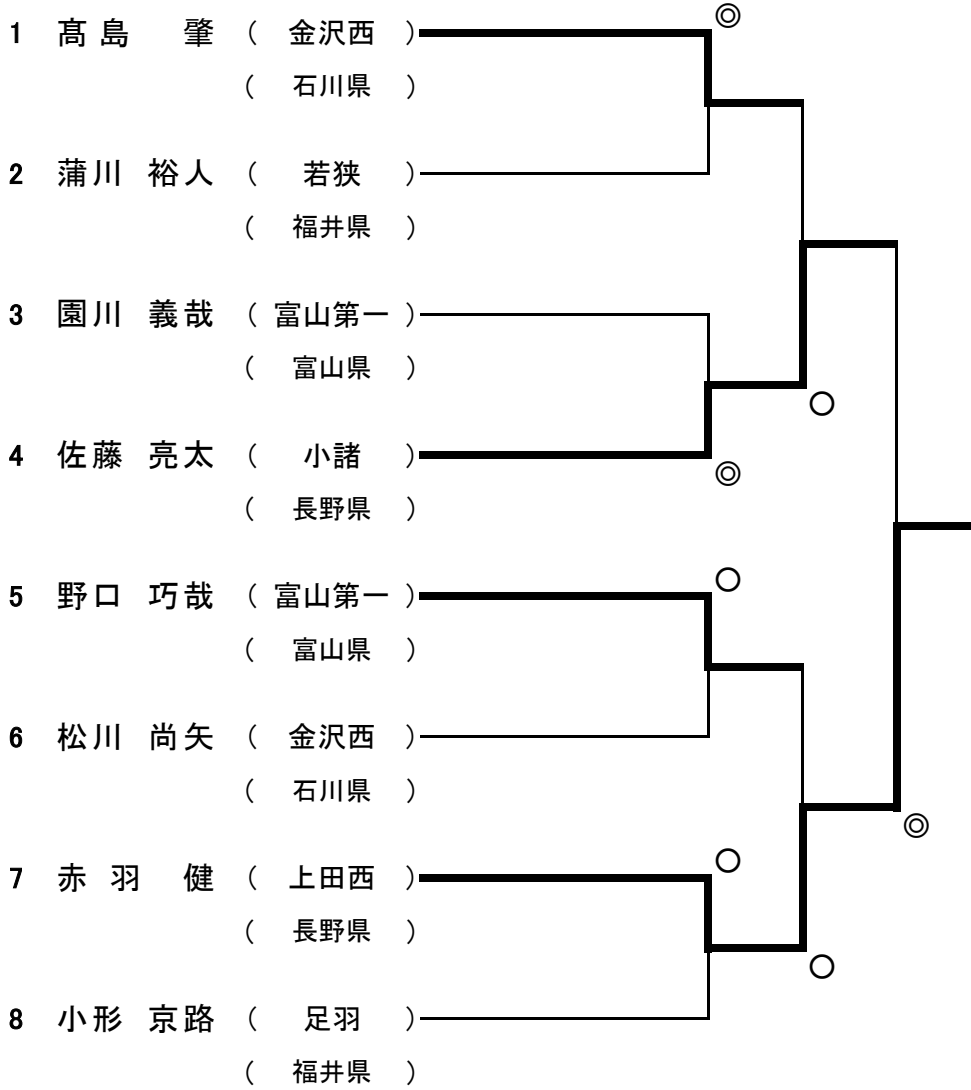 ◎
1 髙島 肇 ( 金沢西 )
( 石川県 )
2 蒲川 裕人 ( 若狭 )
( 福井県 )
3 園川 義哉 ( 富山第一 )
( 富山県 )
○
4 佐藤 亮太 ( 小諸 )
◎
( 長野県 )
○
5 野口 巧哉 ( 富山第一 )
( 富山県 )
6 松川 尚矢 ( 金沢西 )
( 石川県 )
◎
○
7 赤羽 健 ( 上田西 )
( 長野県 )
○
8 小形 京路 ( 足羽 )
( 福井県 )